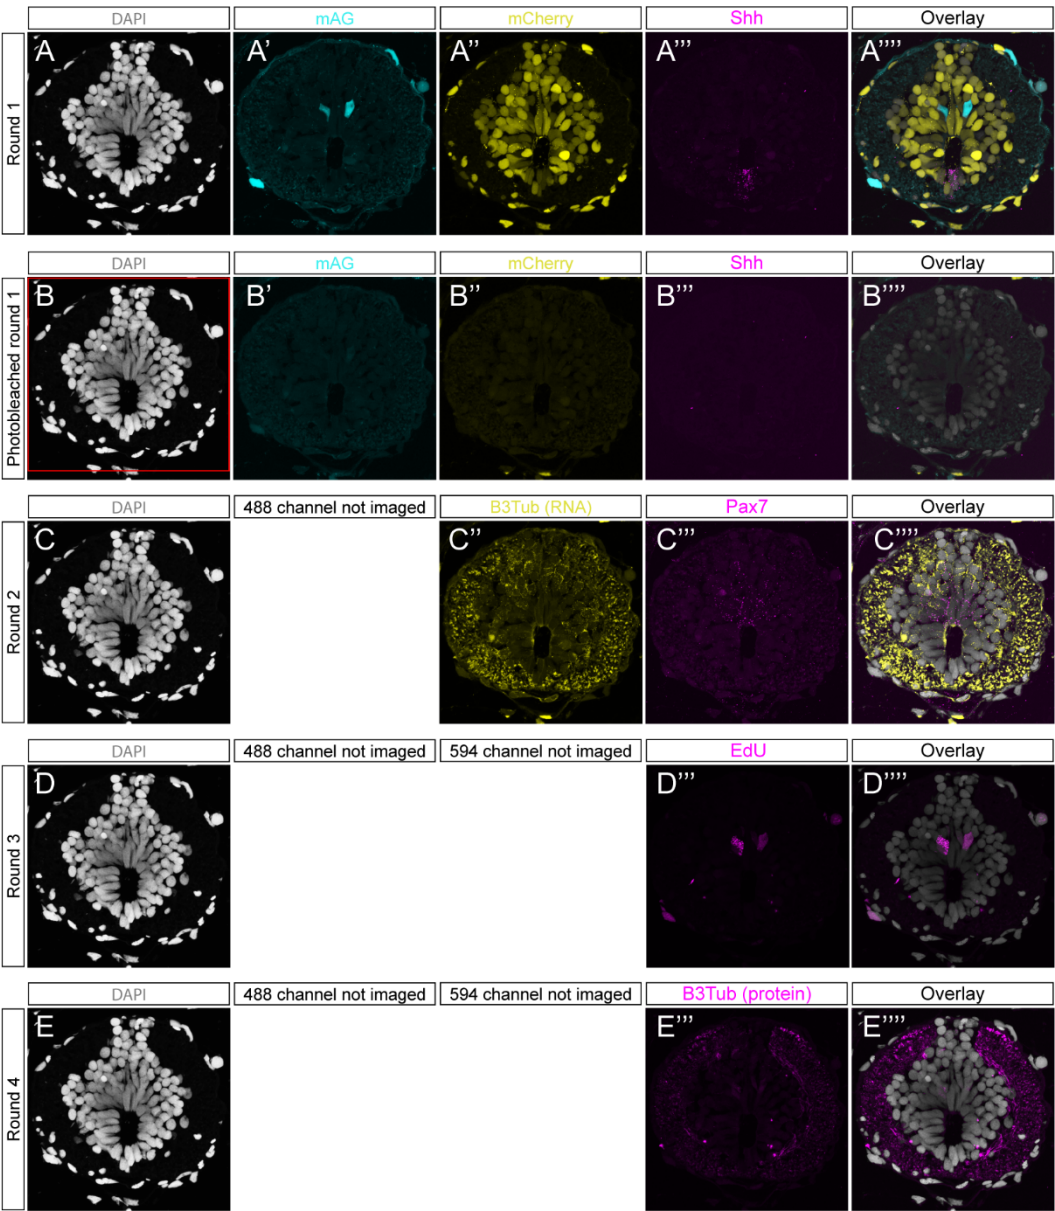 DAPI mAG mCherry Shh Overlay
Round 1
A A' A'' A''' A''''
DAPI mAG mCherry Shh Overlay
Photobleached round 1
B B' B'' B''' B''''
DAPI 488 channel not imaged B3Tub (RNA) Pax7 Overlay
Round 2
C C'' C''' C''''
DAPI 488 channel not imaged 594 channel not imaged EdU Overlay
Round 3
D D''' D''''
DAPI 488 channel not imaged 594 channel not imaged B3Tub (protein) Overlay
Round 4
E E''' E''''